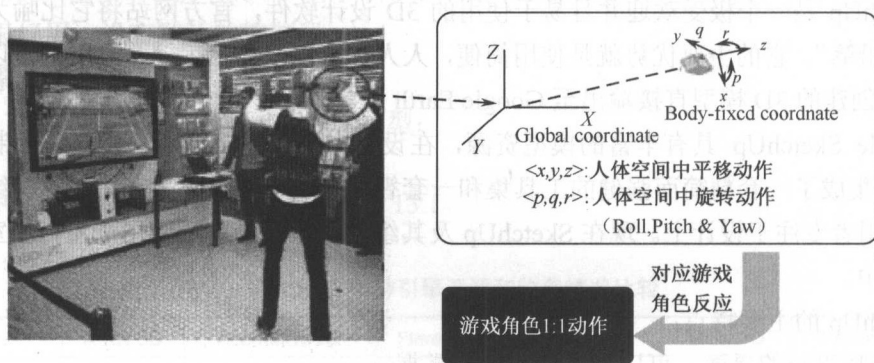 Z
X
Y
Global coordinate
y
q
r
z
p
x
Body-fixcd coordnate
<x,y,z>:人体空间中平移动作
<p,q,r>:人体空间中旋转动作
(Roll,Pitch & Yaw)
对应游戏
角色反应
游戏角色1:1动作